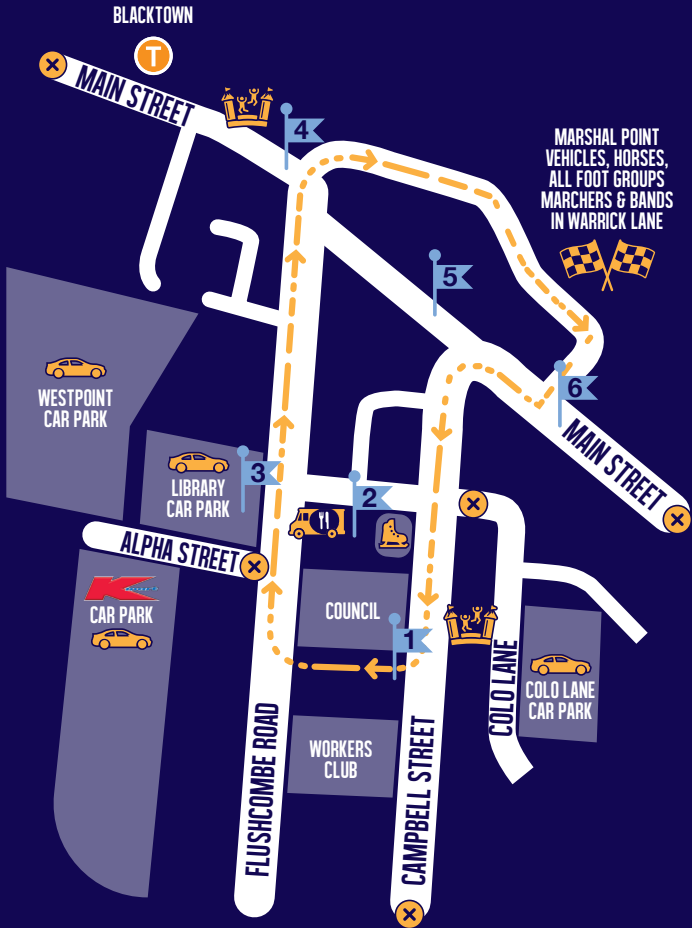 BLACKTOWN
T
MAIN STREET
4
MARSHAL POINT
VEHICLES, HORSES,
ALL FOOT GROUPS
MARCHERS & BANDS
IN WARRICK LANE
5
WESTPOINT
CAR PARK
6
MAIN STREET
3
LIBRARY
CAR PARK
2
ALPHA STREET
K
CAR PARK
COUNCIL
1
COLO LANE
COLO LANE
CAR PARK
FLUSHCOMBE ROAD
WORKERS
CLUB
CAMPBELL STREET